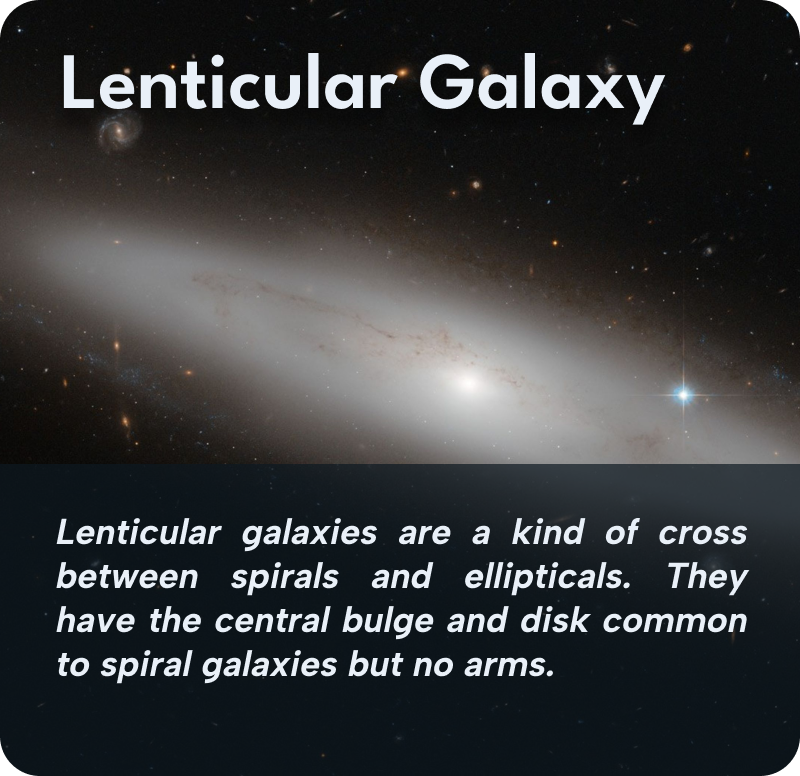 Lenticular Galaxy
Lenticular galaxies are a kind of cross
between spirals and ellipticals. They
have the central bulge and disk common
to spiral galaxies but no arms.